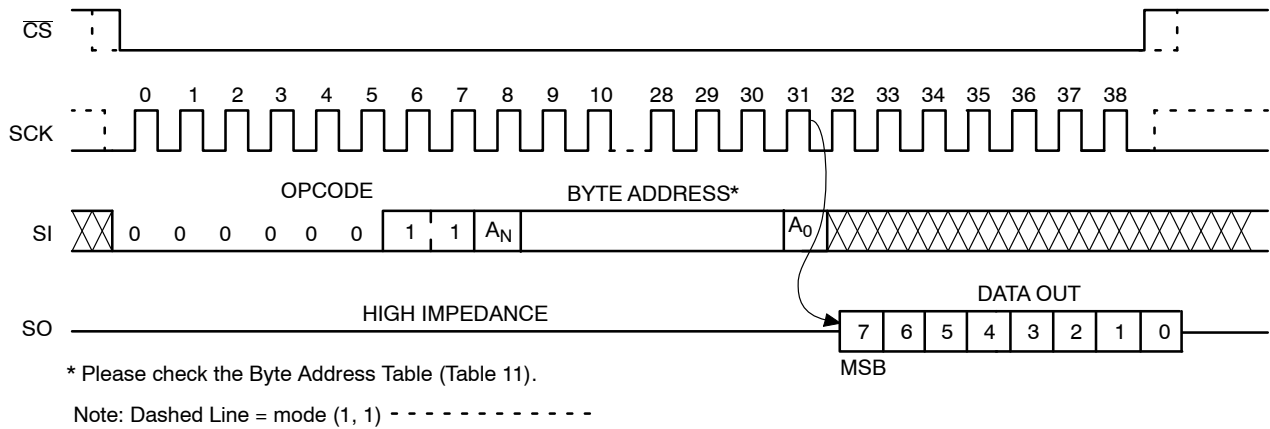 CS
0 1 2 3 4 5 6 7 8 9 10 28 29 30 31 32 33 34 35 36 37 38
SCK
OPCODE BYTE ADDRESS*
SI 0 0 0 0 0 0 1 1 AN A0
DATA OUT
HIGH IMPEDANCE
SO 7 6 5 4 3 2 1 0
MSB
* Please check the Byte Address Table (Table 11).
Note: Dashed Line = mode (1, 1)